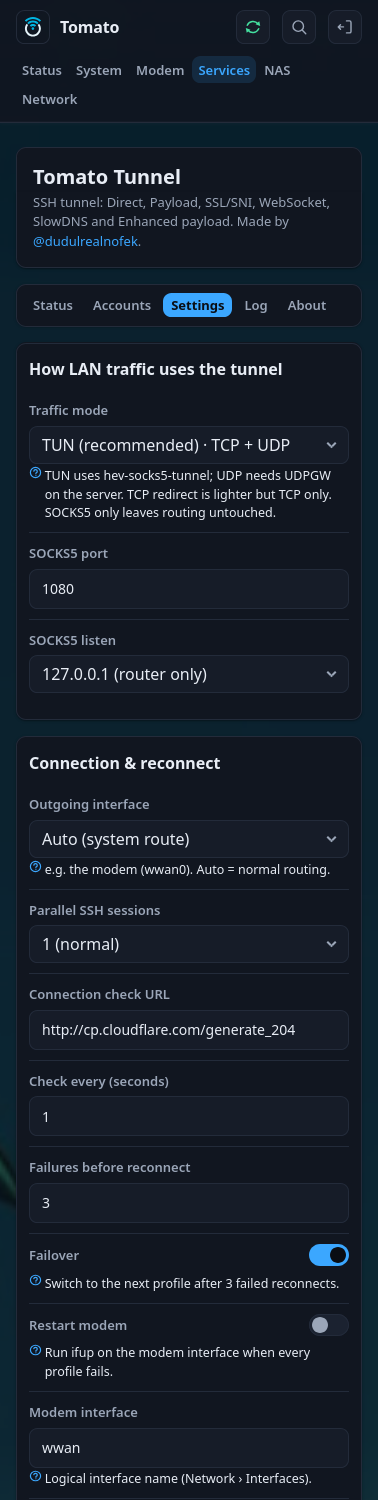 Tomato
Status System Modem Services NAS
Network
Tomato Tunnel
SSH tunnel: Direct, Payload, SSL/SNI, WebSocket,
SlowDNS and Enhanced payload. Made by
@dudulrealnofek.
Status Accounts Settings Log About
How LAN traffic uses the tunnel
Traffic mode
TUN (recommended) · TCP + UDP
TUN uses hev-socks5-tunnel; UDP needs UDPGW
on the server. TCP redirect is lighter but TCP only.
SOCKS5 only leaves routing untouched.
SOCKS5 port
1080
SOCKS5 listen
127.0.0.1 (router only)
Connection & reconnect
Outgoing interface
Auto (system route)
e.g. the modem (wwan0). Auto = normal routing.
Parallel SSH sessions
1 (normal)
Connection check URL
http://cp.cloudflare.com/generate_204
Check every (seconds)
1
Failures before reconnect
3
Failover
Switch to the next profile after 3 failed reconnects.
Restart modem
Run ifup on the modem interface when every
profile fails.
Modem interface
wwan
Logical interface name (Network › Interfaces).